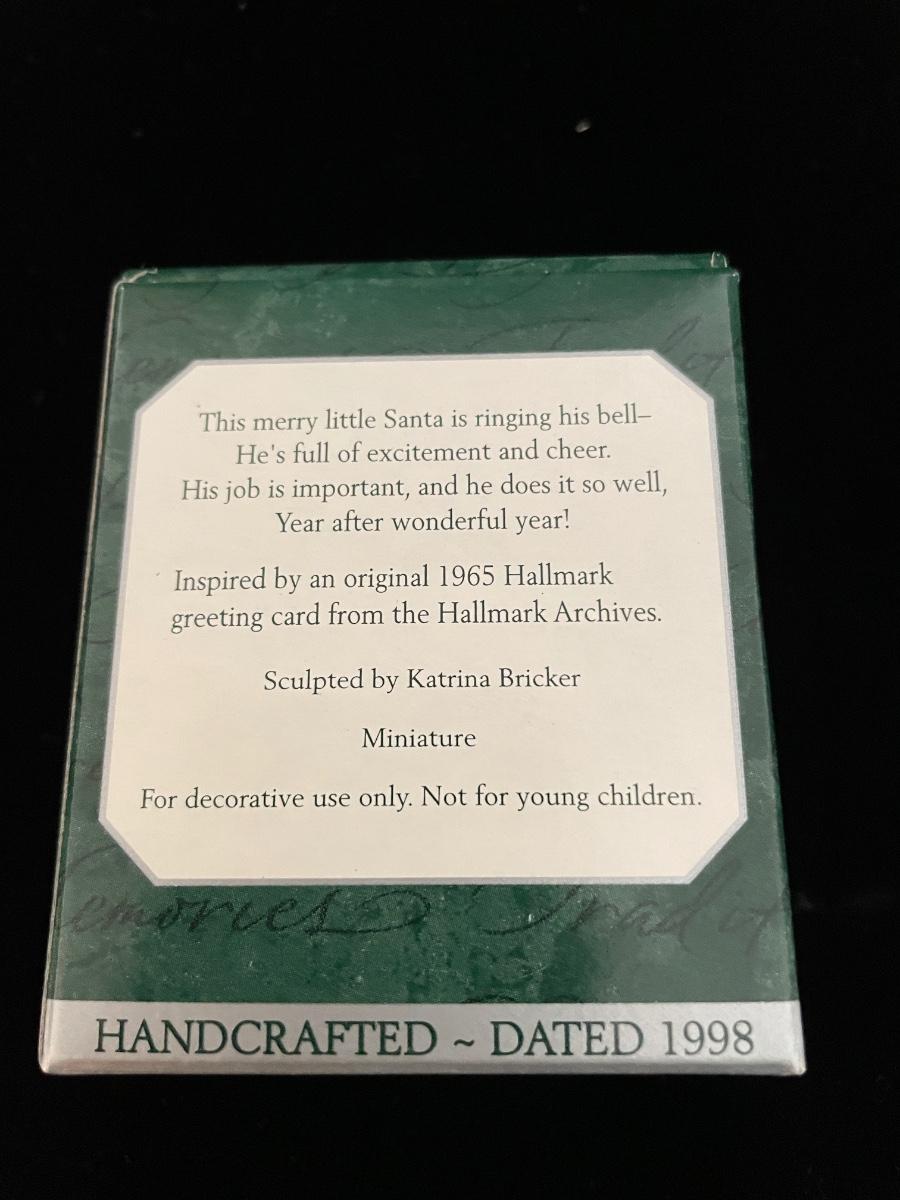 This merry little Santa is ringing his bell–
He's full of excitement and cheer.
His job is important, and he does it so well,
Year after wonderful year!
Inspired by an original 1965 Hallmark
greeting card from the Hallmark Archives.
Sculpted by Katrina Bricker
Miniature
For decorative use only. Not for young children.
emories Tradit
HANDCRAFTED ~ DATED 1998